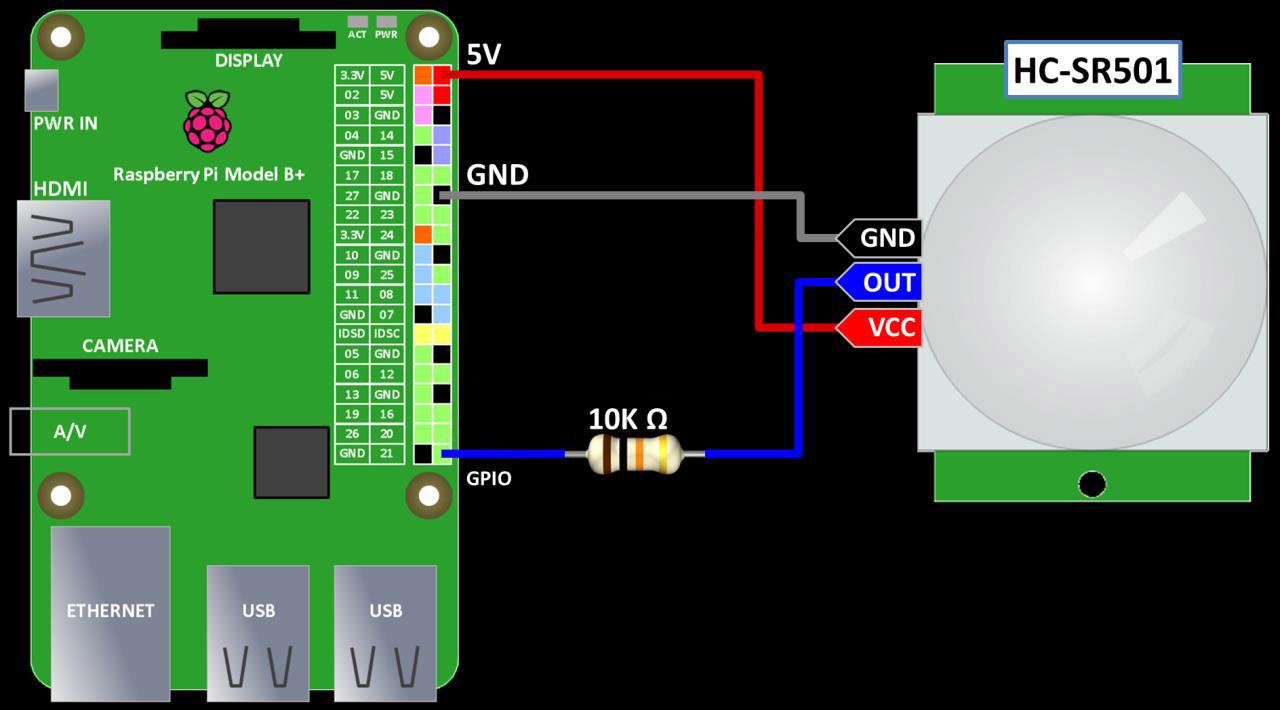 ACT PWR
DISPLAY
PWR IN
Raspberry Pi Model B+
HDMI
CAMERA
A/V
ETHERNET
USB
USB
3.3V 5V
02 5V
03 GND
04 14
GND 15
17 18
27 GND
22 23
3.3V 24
10 GND
09 25
11 08
GND 07
IDSD IDSC
05 GND
06 12
13 GND
19 16
26 20
GND 21
5V
GND
GPIO
10K Ω
HC-SR501
GND
OUT
VCC